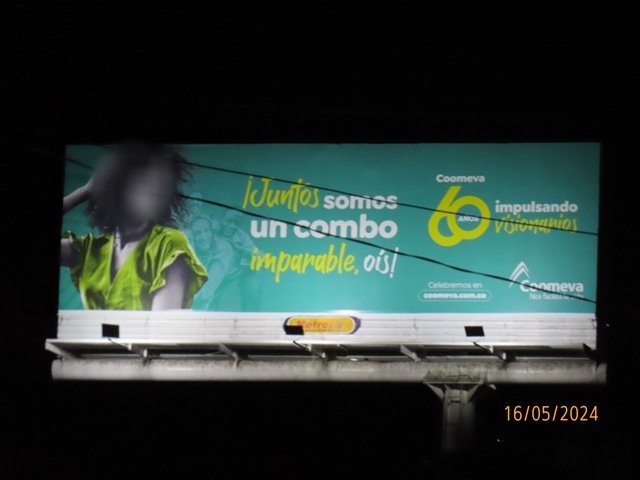 ¡Juntos somos
un combo
imparable, oís!
Coomeva
60 AÑOS
impulsando
visionarios
Celebremos en
coomeva.com.co
Coomeva
Nos facilita la vida
Metrovía
16/05/2024